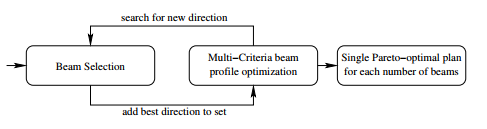 search for new direction
Beam Selection
Multi−Criteria beam
profile optimization
Single Pareto−optimal plan
for each number of beams
add best direction to set